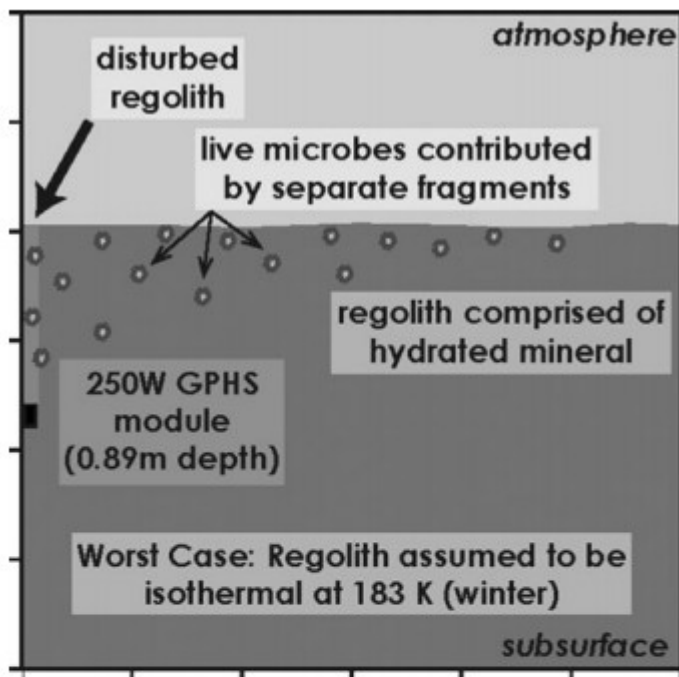 atmosphere
disturbed
regolith
live microbes contributed
by separate fragments
regolith comprised of
hydrated mineral
250W GPHS
module
(0.89m depth)
Worst Case: Regolith assumed to be
isothermal at 183 K (winter)
subsurface